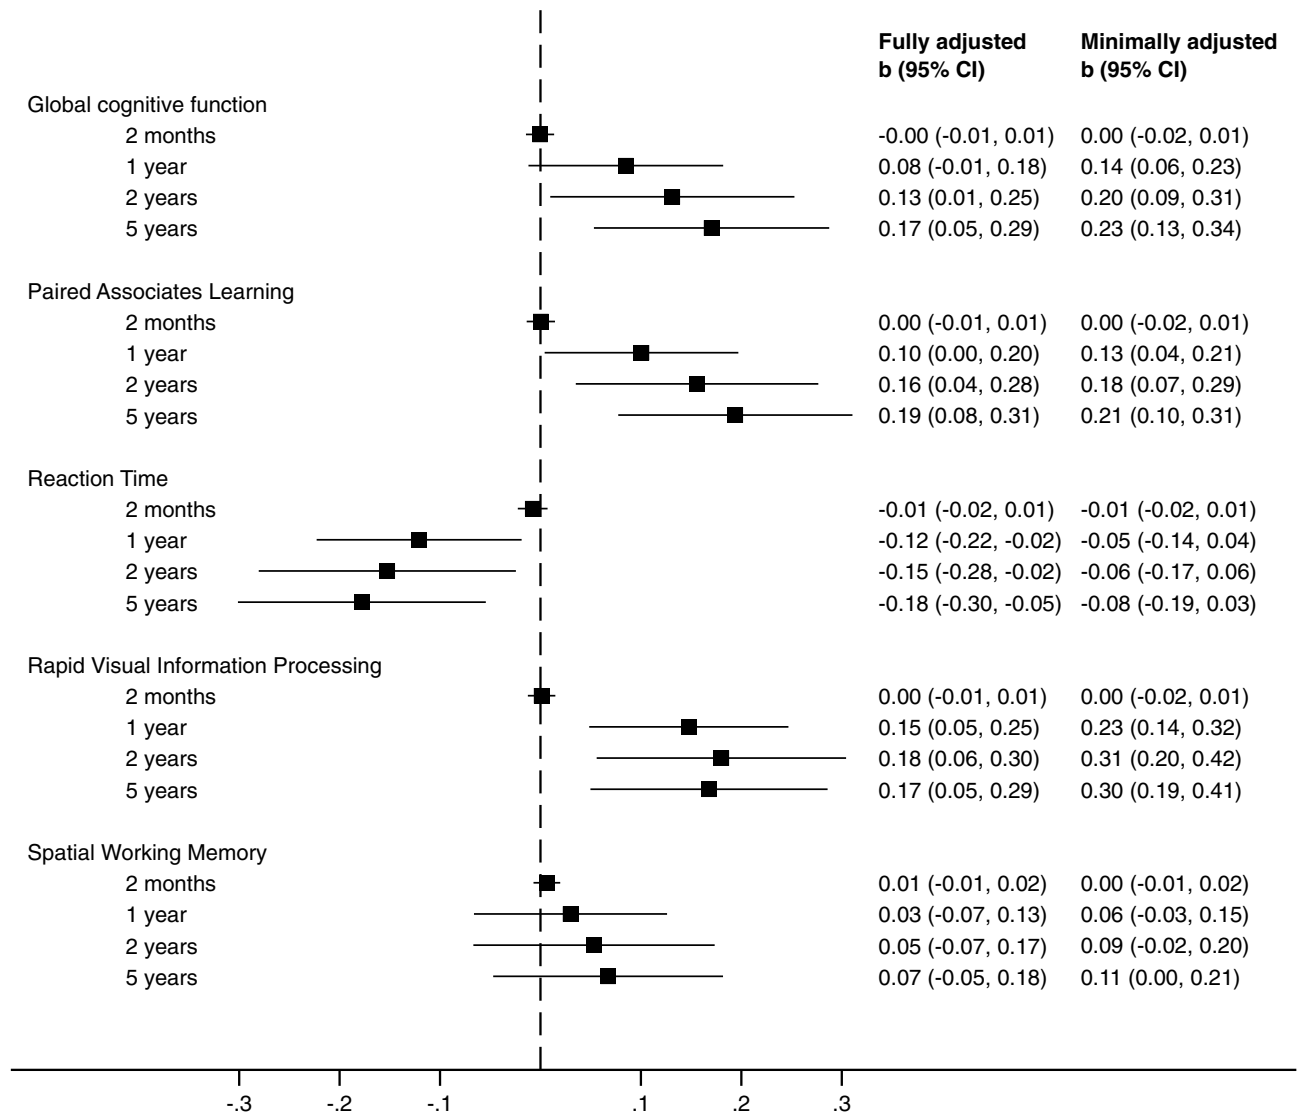 Fully adjusted Minimally adjusted
b (95% CI) b (95% CI)
Global cognitive function
2 months -0.00 (-0.01, 0.01) 0.00 (-0.02, 0.01)
1 year 0.08 (-0.01, 0.18) 0.14 (0.06, 0.23)
2 years 0.13 (0.01, 0.25) 0.20 (0.09, 0.31)
5 years 0.17 (0.05, 0.29) 0.23 (0.13, 0.34)
Paired Associates Learning
2 months 0.00 (-0.01, 0.01) 0.00 (-0.02, 0.01)
1 year 0.10 (0.00, 0.20) 0.13 (0.04, 0.21)
2 years 0.16 (0.04, 0.28) 0.18 (0.07, 0.29)
5 years 0.19 (0.08, 0.31) 0.21 (0.10, 0.31)
Reaction Time
2 months -0.01 (-0.02, 0.01) -0.01 (-0.02, 0.01)
1 year -0.12 (-0.22, -0.02) -0.05 (-0.14, 0.04)
2 years -0.15 (-0.28, -0.02) -0.06 (-0.17, 0.06)
5 years -0.18 (-0.30, -0.05) -0.08 (-0.19, 0.03)
Rapid Visual Information Processing
2 months 0.00 (-0.01, 0.01) 0.00 (-0.02, 0.01)
1 year 0.15 (0.05, 0.25) 0.23 (0.14, 0.32)
2 years 0.18 (0.06, 0.30) 0.31 (0.20, 0.42)
5 years 0.17 (0.05, 0.29) 0.30 (0.19, 0.41)
Spatial Working Memory
2 months 0.01 (-0.01, 0.02) 0.00 (-0.01, 0.02)
1 year 0.03 (-0.07, 0.13) 0.06 (-0.03, 0.15)
2 years 0.05 (-0.07, 0.17) 0.09 (-0.02, 0.20)
5 years 0.07 (-0.05, 0.18) 0.11 (0.00, 0.21)
-.3 -.2 -.1 .1 .2 .3